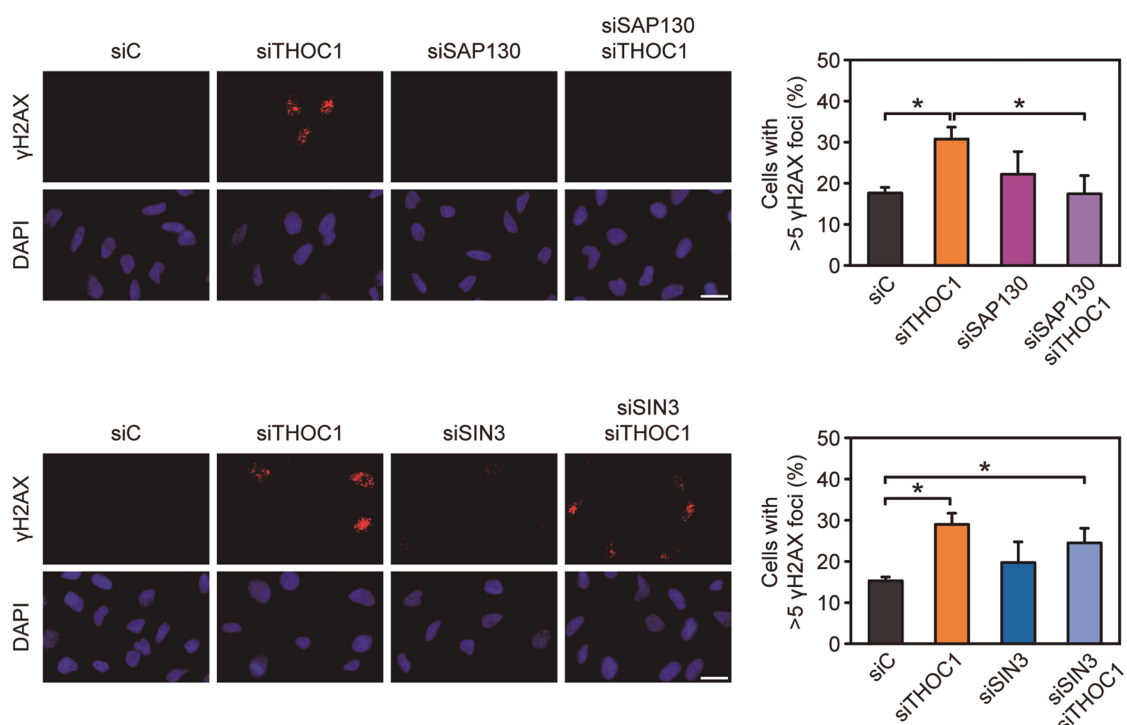 siC
siTHOC1
siSAP130
siSAP130
siTHOC1
γH2AX
DAPI
Cells with
>5 γH2AX foci (%)
50
40
30
20
10
0
*
*
siC
siTHOC1
siSAP130
siSAP130
siTHOC1
siC
siTHOC1
siSIN3
siSIN3
siTHOC1
γH2AX
DAPI
Cells with
>5 γH2AX foci (%)
50
40
30
20
10
0
*
*
siC
siTHOC1
siSIN3
siSIN3
siTHOC1